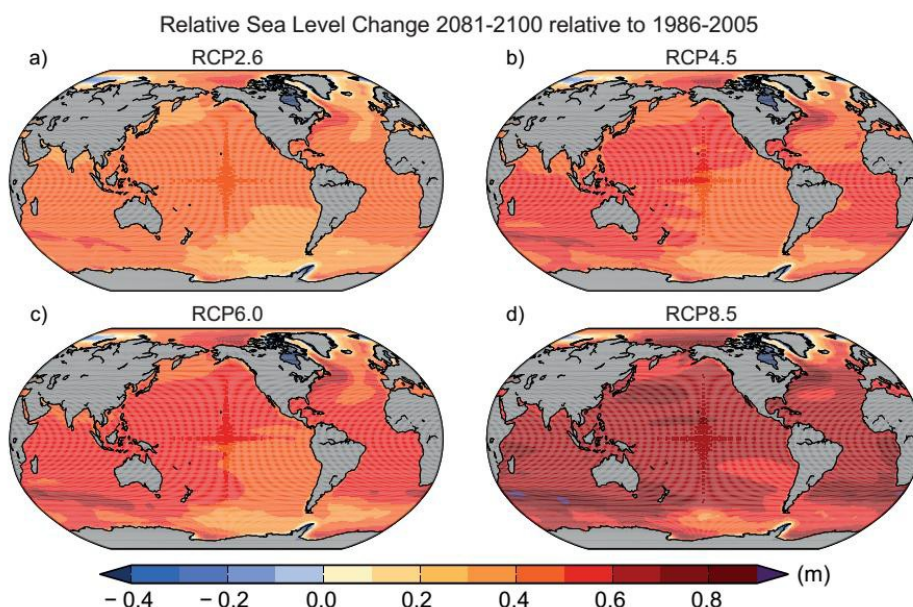 Relative Sea Level Change 2081-2100 relative to 1986-2005
a) RCP2.6
b) RCP4.5
c) RCP6.0
d) RCP8.5
− 0.4 − 0.2 0.0 0.2 0.4 0.6 0.8 (m)